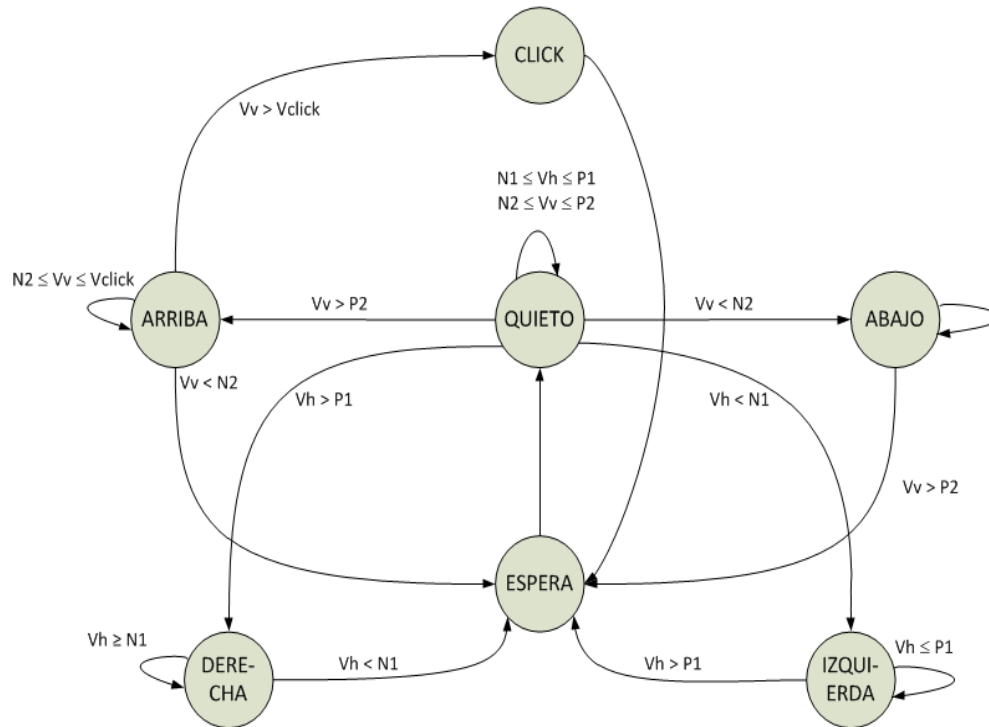 CLICK
Vv > Vclick
N1 ≤ Vh ≤ P1
N2 ≤ Vv ≤ P2
N2 ≤ Vv ≤ Vclick
ARRIBA
Vv > P2
QUIETO
Vv < N2
ABAJO
Vv < N2
Vh > P1
Vh < N1
Vv > P2
ESPERA
Vh ≥ N1
DERE-
CHA
Vh < N1
Vh > P1
IZQUI-
ERDA
Vh ≤ P1